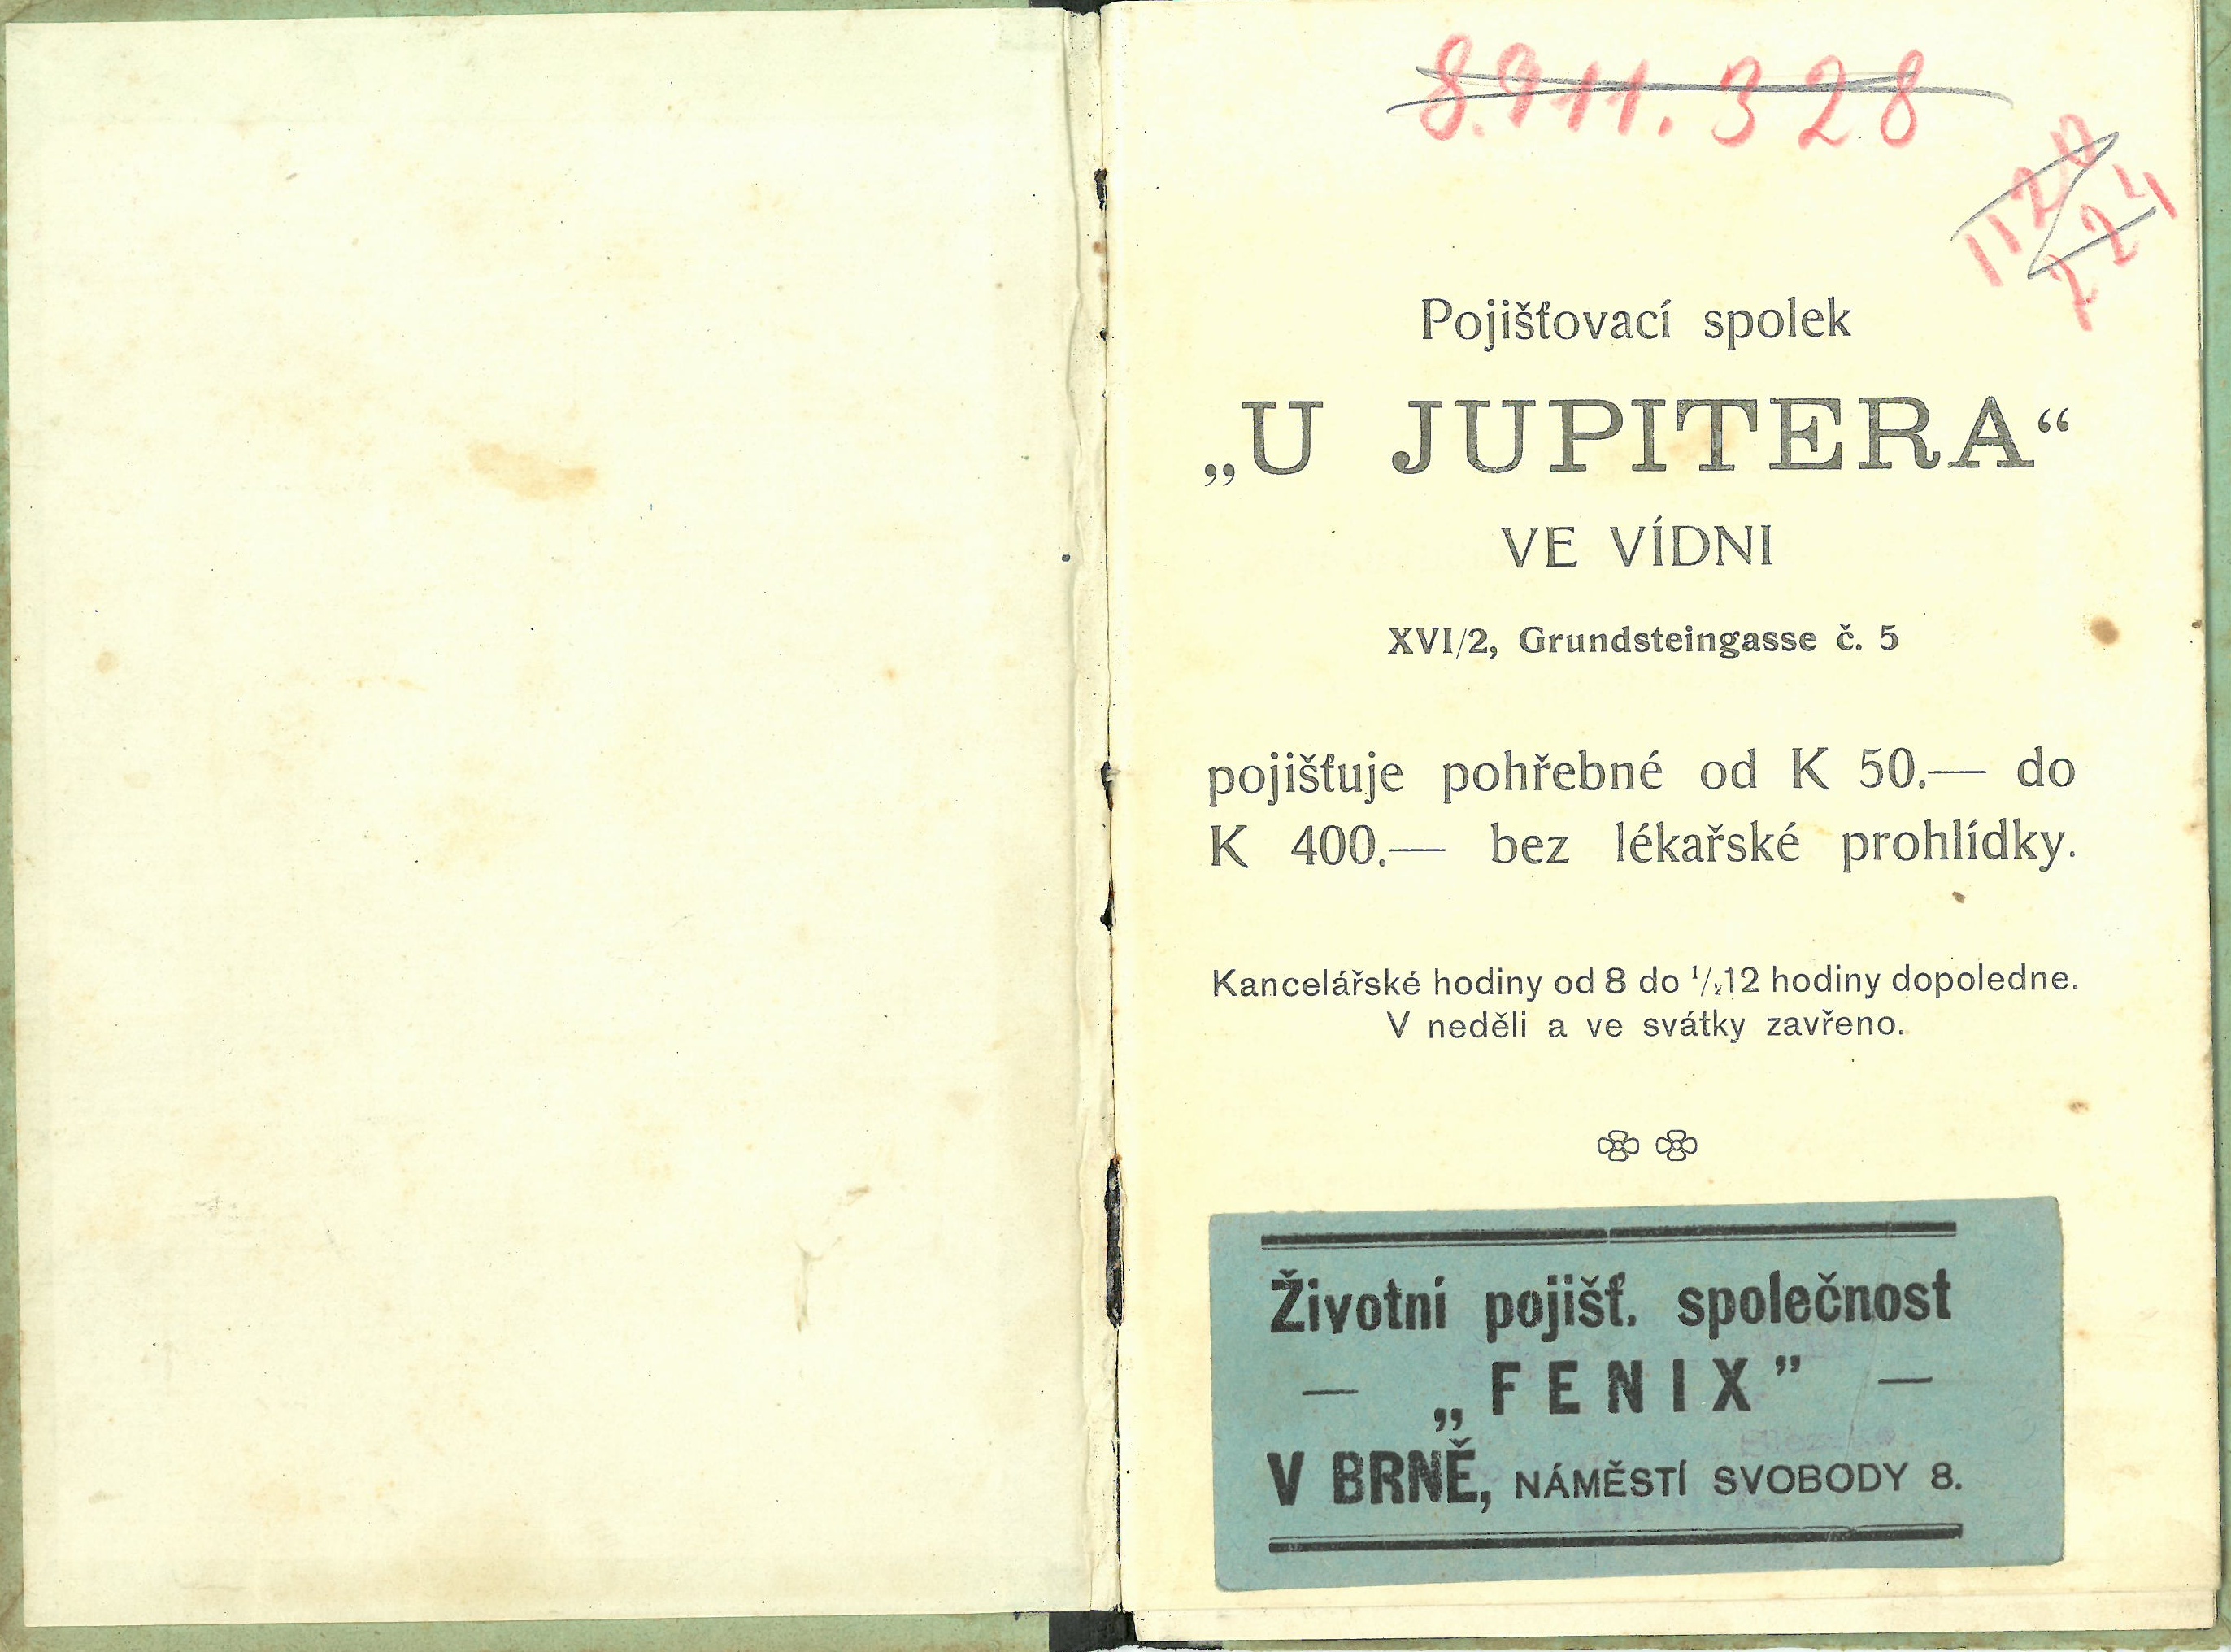 8.911.328
1120
224
Pojišťovací spolek
„U JUPITERA“
VE VÍDNI
XVI/2, Grundsteingasse č. 5
pojišťuje pohřebné od K 50.— do
K 400.— bez lékařské prohlídky.
Kancelářské hodiny od 8 do ½12 hodiny dopoledne.
V neděli a ve svátky zavřeno.
Životní pojišť. společnost
— „FENIX” —
V BRNĚ, NÁMĚSTÍ SVOBODY 8.